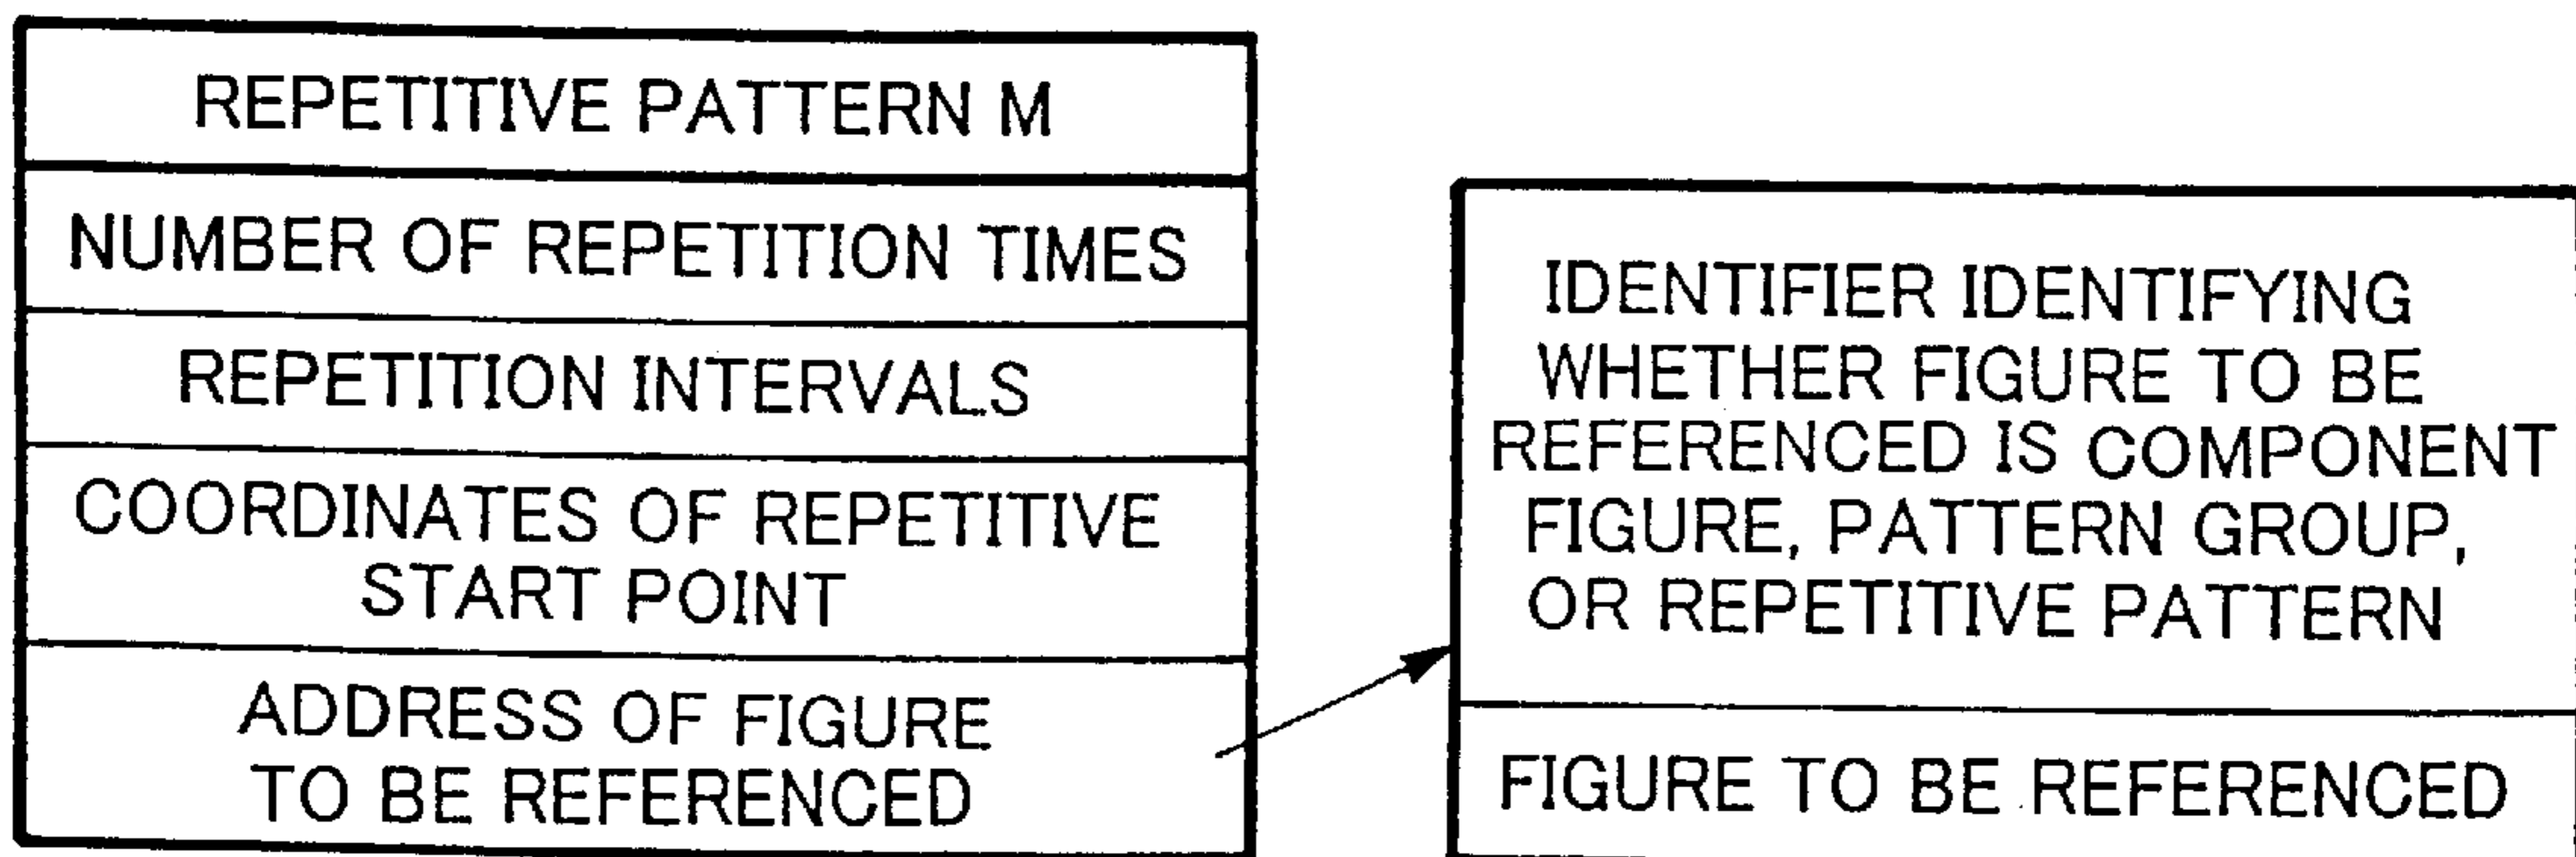 REPETITIVE PATTERN M
NUMBER OF REPETITION TIMES
REPETITION INTERVALS
COORDINATES OF REPETITIVE
START POINT
ADDRESS OF FIGURE
TO BE REFERENCED
IDENTIFIER IDENTIFYING
WHETHER FIGURE TO BE
REFERENCED IS COMPONENT
FIGURE, PATTERN GROUP,
OR REPETITIVE PATTERN
FIGURE TO BE REFERENCED